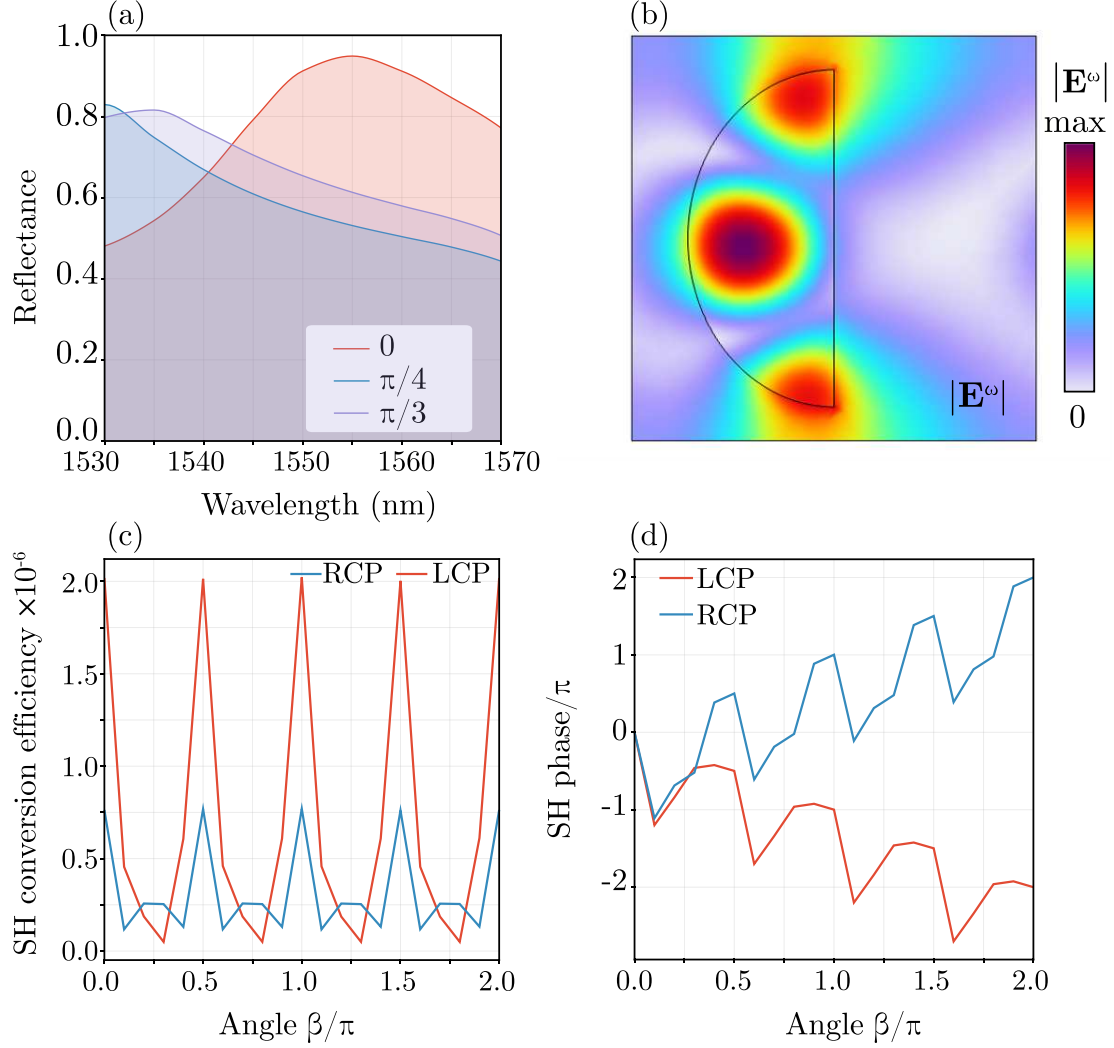 (a)
1.0
0.8
0.6
0.4
0.2
0.0
Reflectance
0
π/4
π/3
1530 1540 1550 1560 1570
Wavelength (nm)
(b)
|E^ω|
|E^ω|
max
0
(c)
RCP LCP
2.0
1.5
1.0
0.5
0.0
SH conversion efficiency ×10^-6
0.0 0.5 1.0 1.5 2.0
Angle β/π
(d)
LCP
RCP
2
1
0
-1
-2
SH phase/π
0.0 0.5 1.0 1.5 2.0
Angle β/π